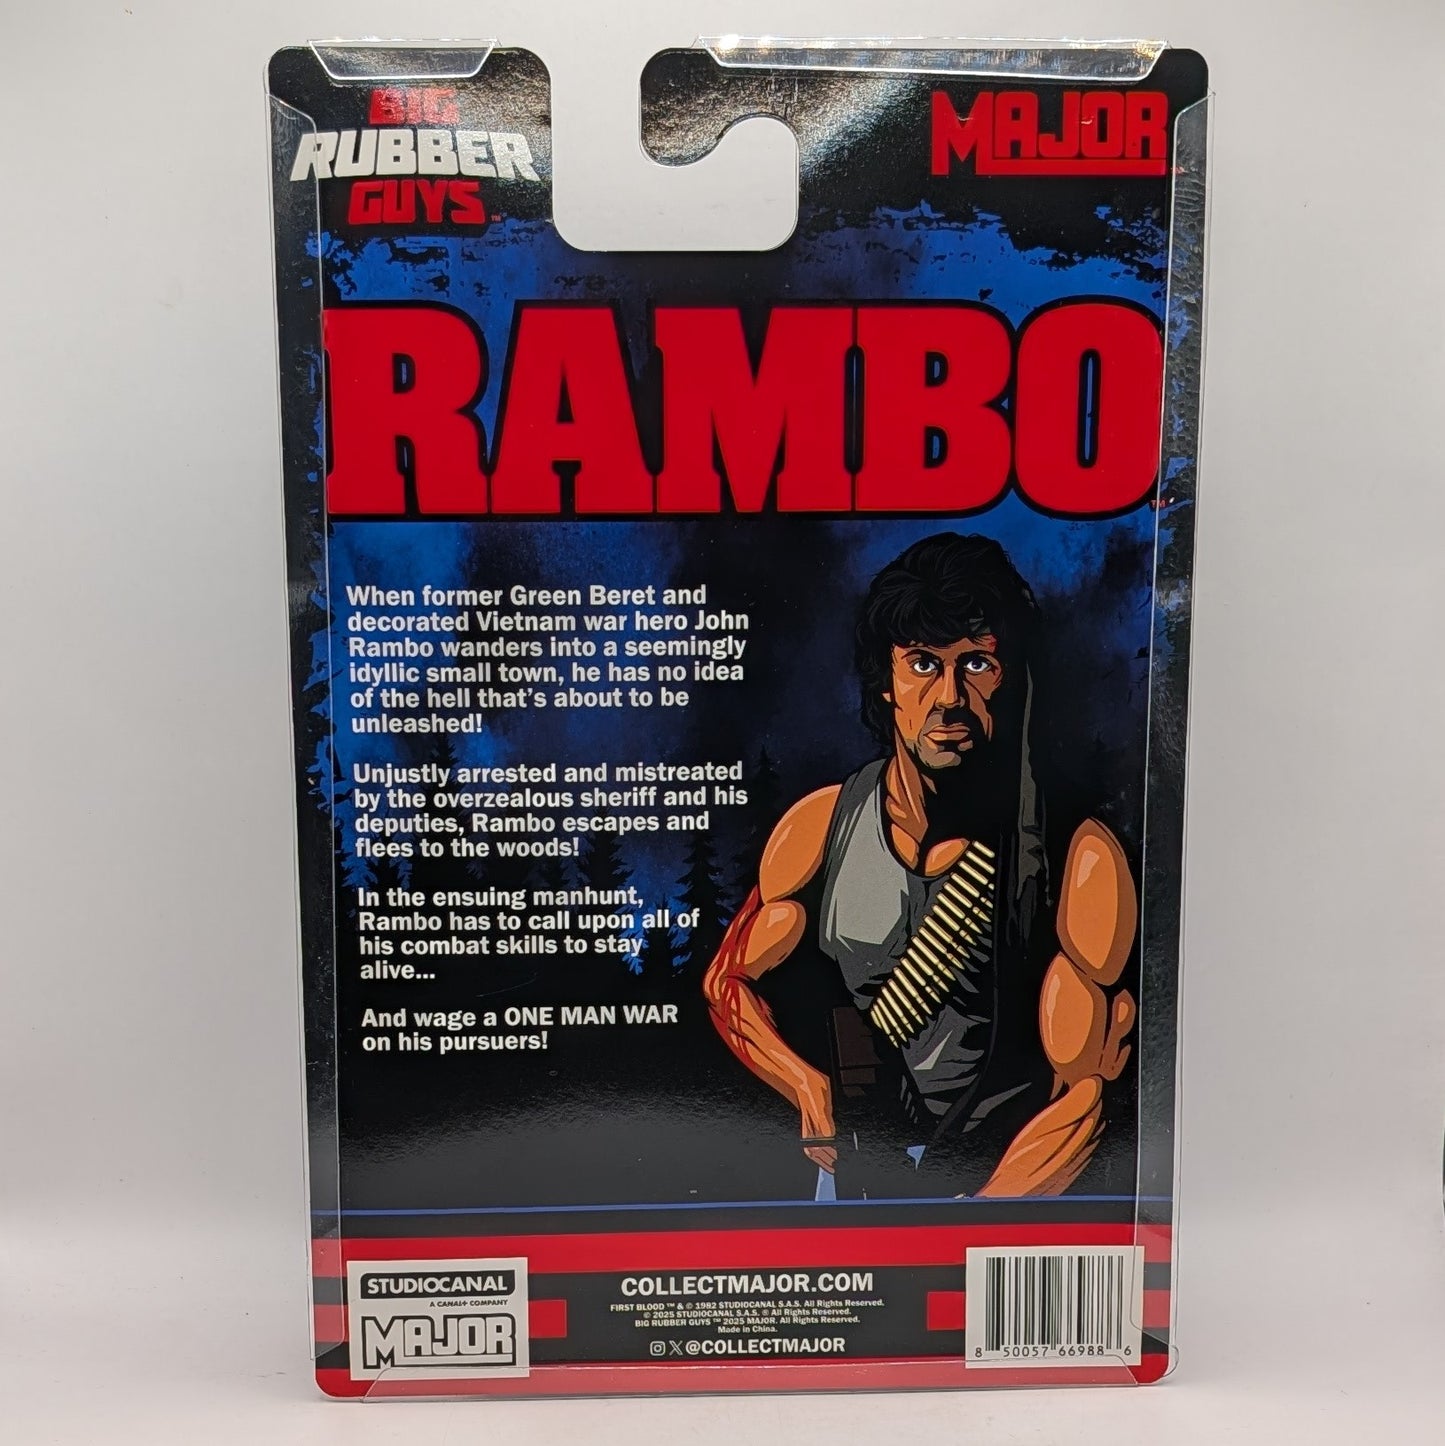 BIG
RUBBER
GUYS™
MAJOR
RAMBO™
When former Green Beret and
decorated Vietnam war hero John
Rambo wanders into a seemingly
idyllic small town, he has no idea
of the hell that's about to be
unleashed!
Unjustly arrested and mistreated
by the overzealous sheriff and his
deputies, Rambo escapes and
flees to the woods!
In the ensuing manhunt,
Rambo has to call upon all of
his combat skills to stay
alive...
And wage a ONE MAN WAR
on his pursuers!
STUDIOCANAL
A CANAL+ COMPANY
MAJOR
COLLECTMAJOR.COM
FIRST BLOOD ™ & © 1982 STUDIOCANAL S.A.S. All Rights Reserved.
© 2025 STUDIOCANAL S.A.S. ® All Rights Reserved.
BIG RUBBER GUYS ™ 2025 MAJOR. All Rights Reserved.
Made in China.
@COLLECTMAJOR
8 50057 66988 6